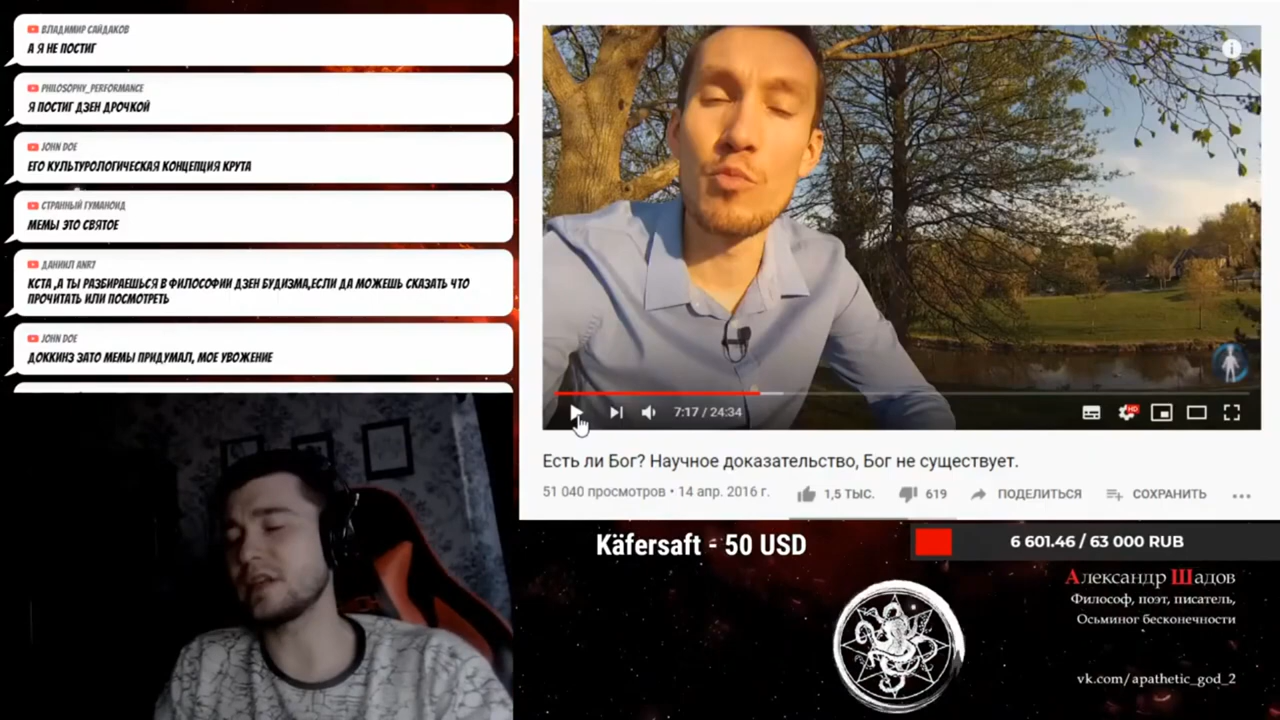 ВЛАДИМИР САЙДАКОВ
А Я НЕ ПОСТИГ
PHILOSOPHY_PERFORMANCE
Я ПОСТИГ ДЗЕН ДРОЧКОЙ
JOHN DOE
ЕГО КУЛЬТУРОЛОГИЧЕСКАЯ КОНЦЕПЦИЯ КРУТА
СТРАННЫЙ ГУМАНОИД
МЕМЫ ЭТО СВЯТОЕ
ДАНИИЛ ANR7
КСТА ,А ТЫ РАЗБИРАЕШЬСЯ В ФИЛОСОФИИ ДЗЕН БУДИЗМА,ЕСЛИ ДА МОЖЕШЬ СКАЗАТЬ ЧТО
ПРОЧИТАТЬ ИЛИ ПОСМОТРЕТЬ
JOHN DOE
ДОККИНЗ ЗАТО МЕМЫ ПРИДУМАЛ, МОЕ УВОЖЕНИЕ
7:17 / 24:34
HD
Есть ли Бог? Научное доказательство, Бог не существует.
51 040 просмотров • 14 апр. 2016 г.
1,5 ТЫС.
619
ПОДЕЛИТЬСЯ
СОХРАНИТЬ
Käfersaft - 50 USD
6 601.46 / 63 000 RUB
Александр Шадов
Философ, поэт, писатель,
Осьминог бесконечности
vk.com/apathetic_god_2